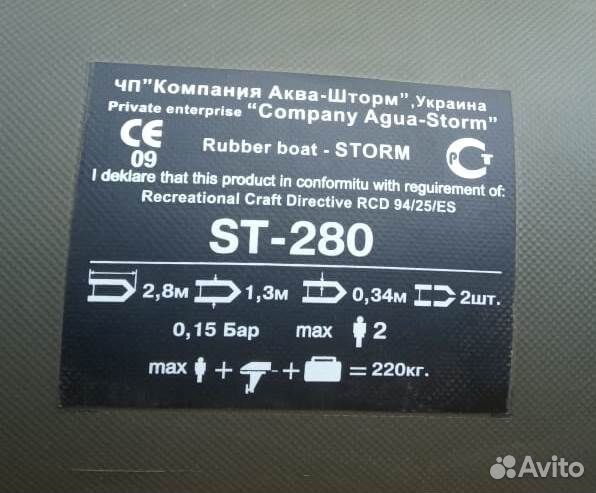 ЧП"Компания Аква-Шторм",Украина
Private enterprise "Company Agua-Storm"
CE
09
Rubber boat - STORM
РСТ
I deklare that this product in conformitu with reguirement of:
Recreational Craft Directive RCD 94/25/ES
ST-280
2,8м 1,3м 0,34м 2шт.
0,15 Бар max 2
max + + = 220кг.
Avito